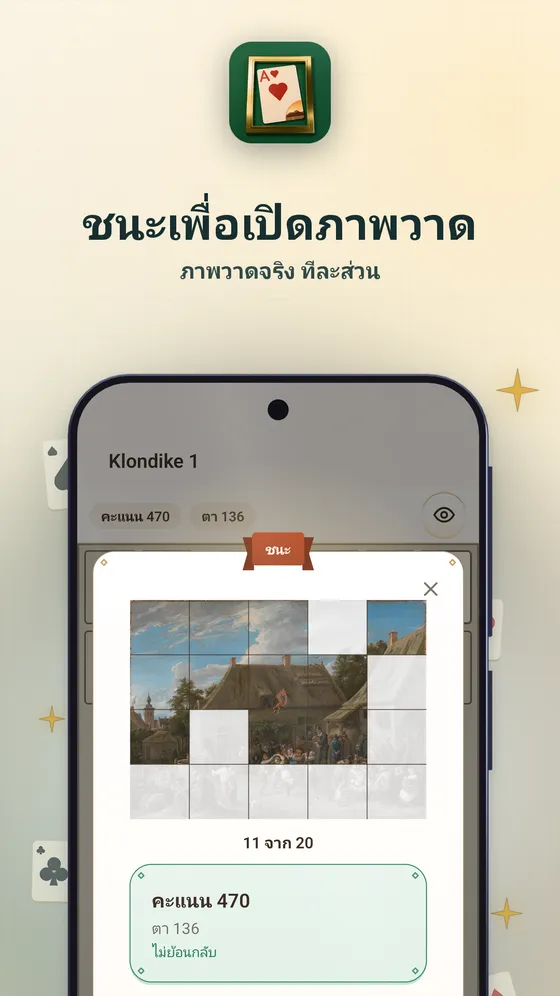 A
ชนะเพื่อเปิดภาพวาด
ภาพวาดจริง ทีละส่วน
Klondike 1
คะแนน 470
ตา 136
ชนะ
11 จาก 20
คะแนน 470
ตา 136
ไม่ย้อนกลับ